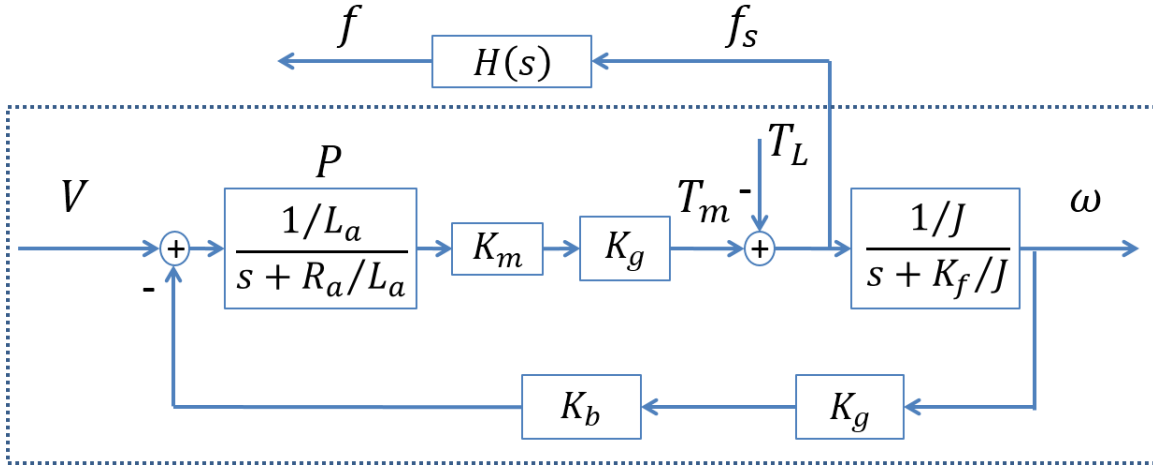 f
H(s)
f_s
V
-
+
P
1/L_a
s + R_a/L_a
K_m
K_g
T_m
-
T_L
+
1/J
s + K_f/J
ω
K_b
K_g